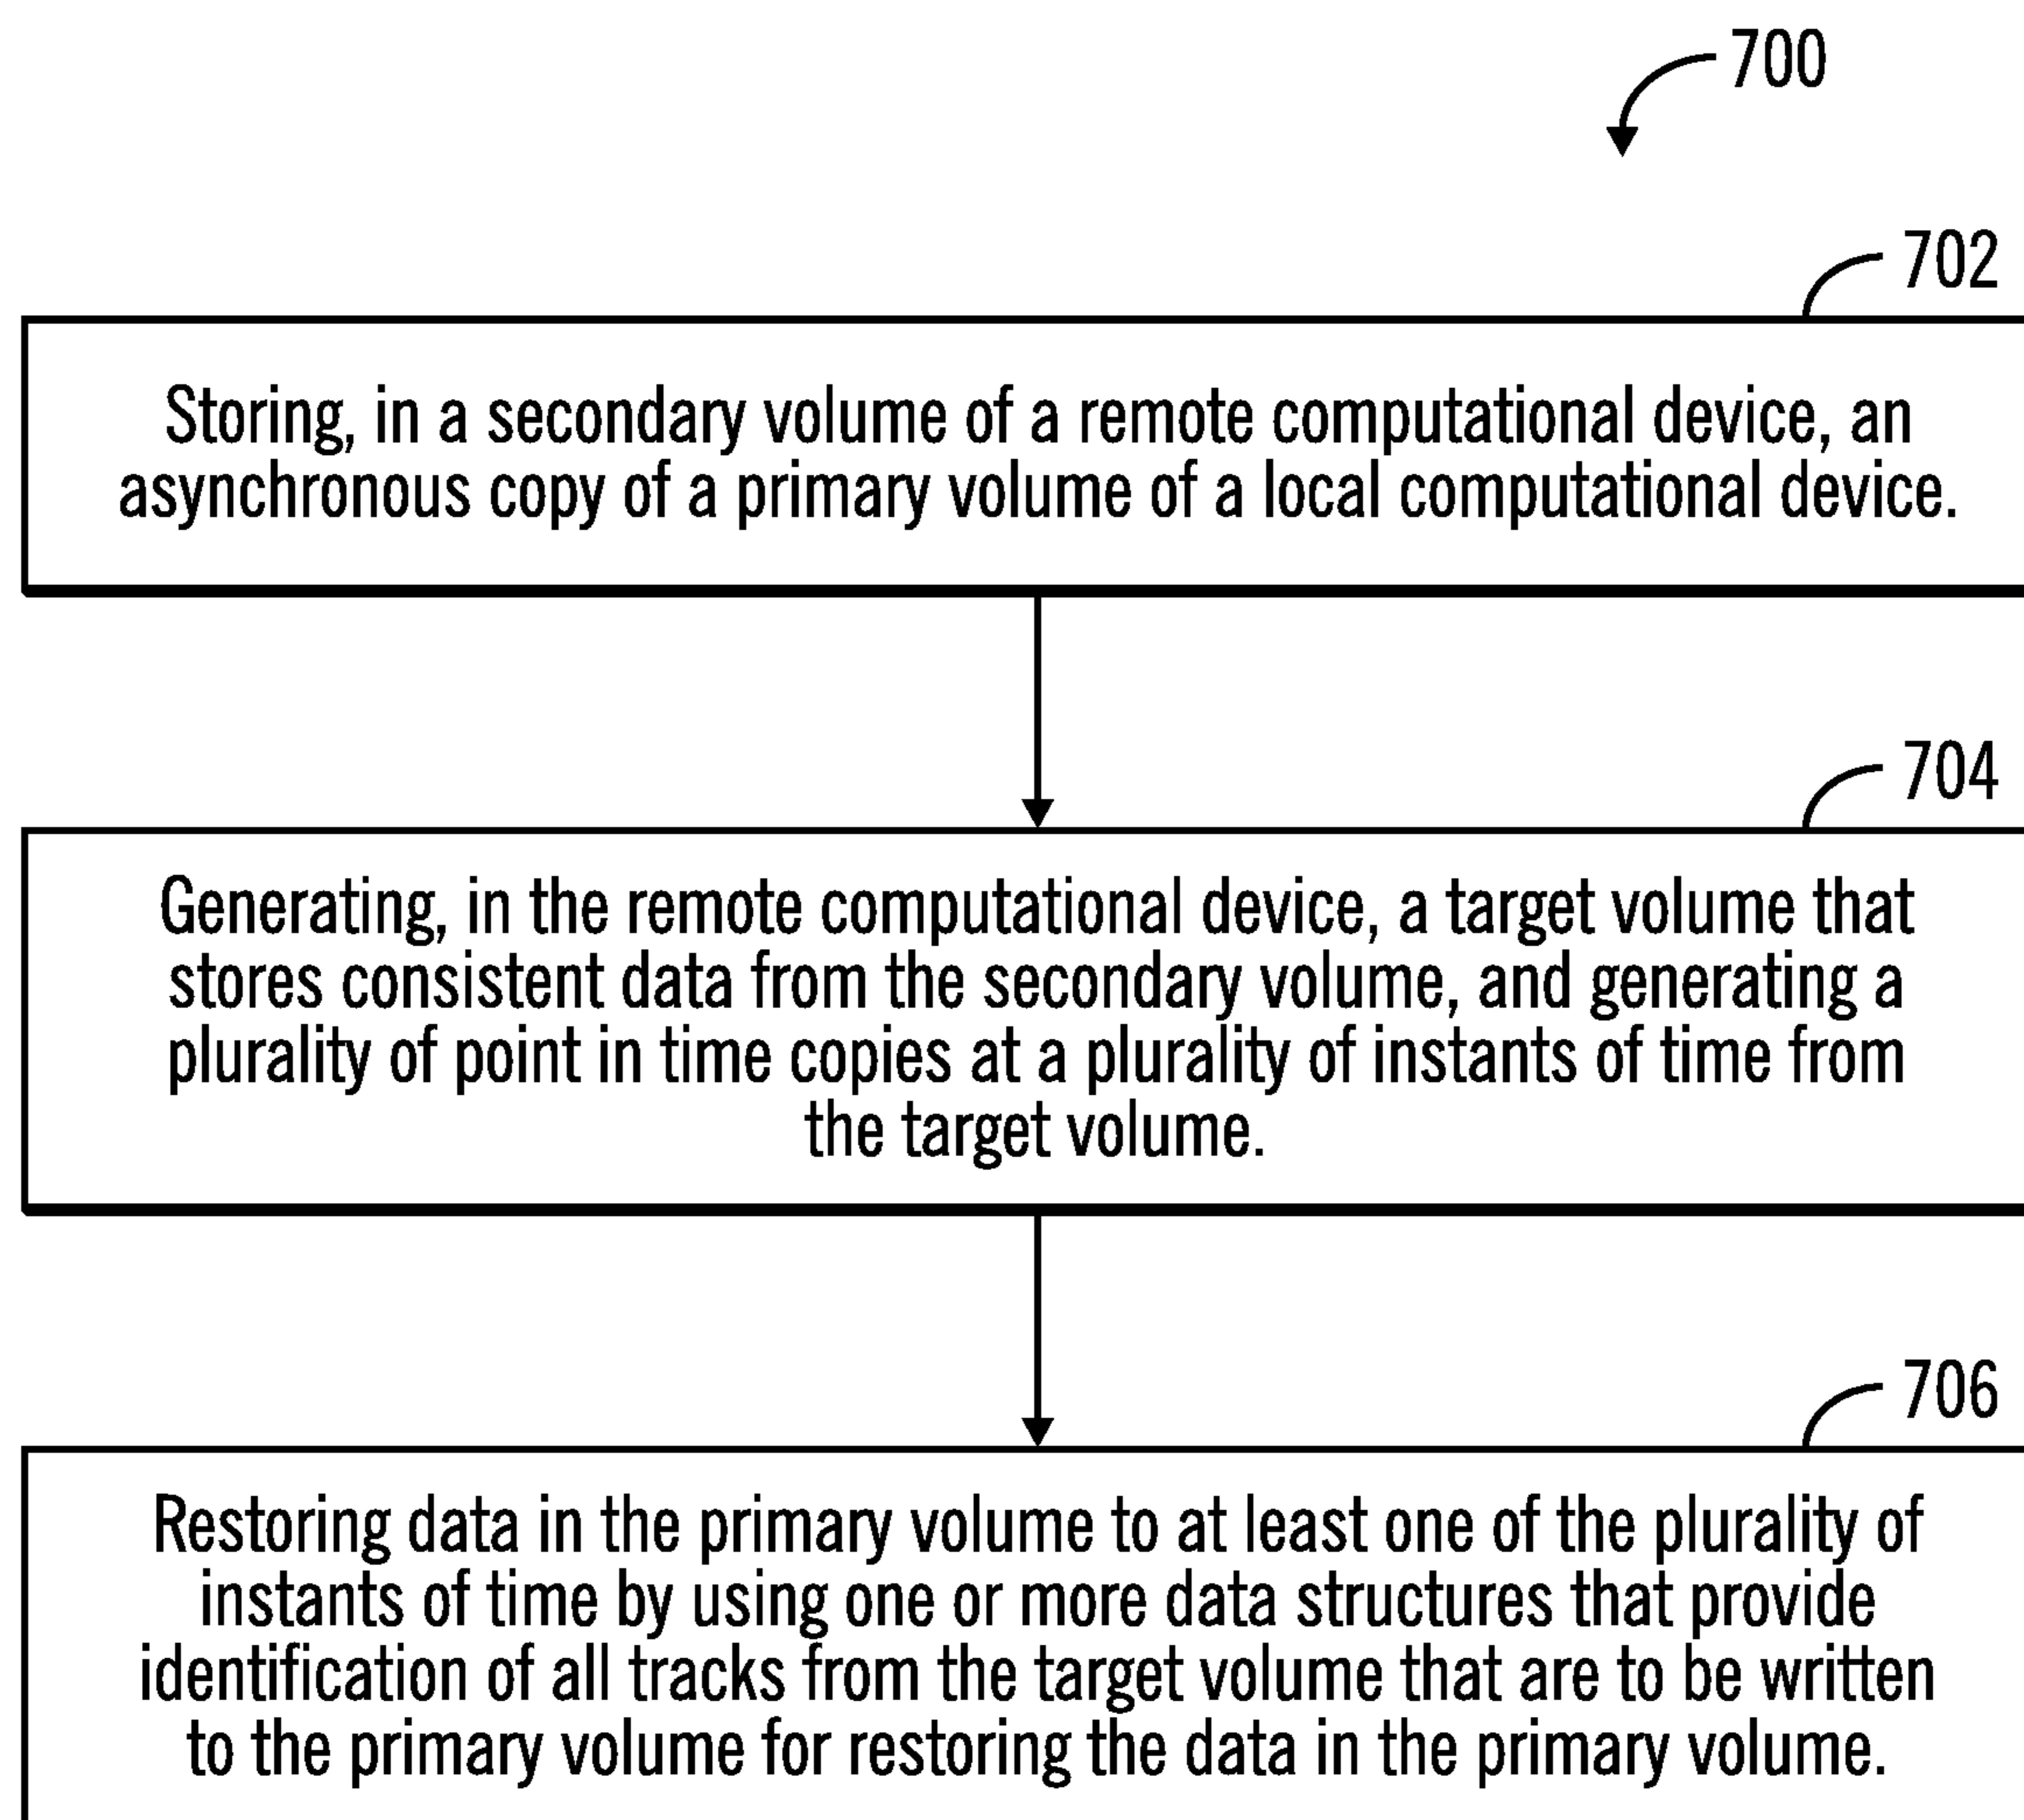 700
702
Storing, in a secondary volume of a remote computational device, an
asynchronous copy of a primary volume of a local computational device.
704
Generating, in the remote computational device, a target volume that
stores consistent data from the secondary volume, and generating a
plurality of point in time copies at a plurality of instants of time from
the target volume.
706
Restoring data in the primary volume to at least one of the plurality of
instants of time by using one or more data structures that provide
identification of all tracks from the target volume that are to be written
to the primary volume for restoring the data in the primary volume.